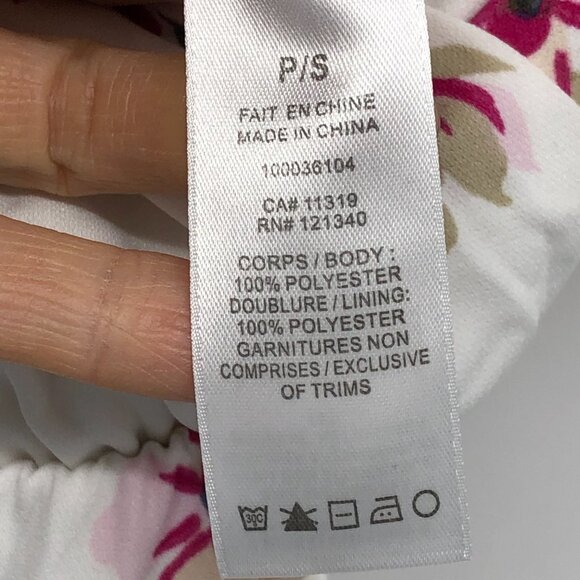 P/S
FAIT EN CHINE
MADE IN CHINA
100036104
CA# 11319
RN# 121340
CORPS / BODY :
100% POLYESTER
DOUBLURE / LINING:
100% POLYESTER
GARNITURES NON
COMPRISES / EXCLUSIVE
OF TRIMS
30C